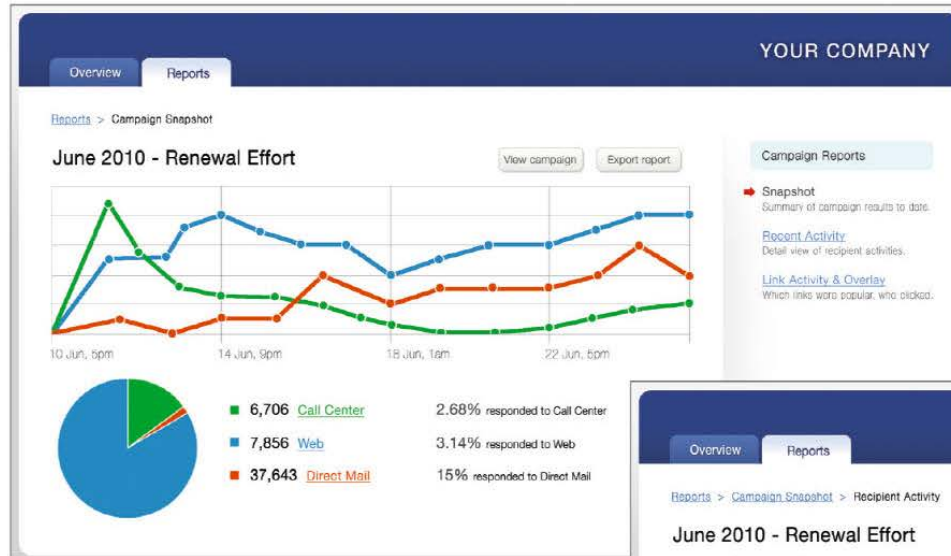 YOUR COMPANY
Overview Reports
Reports > Campaign Snapshot
June 2010 - Renewal Effort
View campaign Export report
10 Jun, 5pm 14 Jun, 9pm 18 Jun, 1am 22 Jun, 5pm
6,706 Call Center 2.68% responded to Call Center
7,856 Web 3.14% responded to Web
37,643 Direct Mail 15% responded to Direct Mail
Campaign Reports
Snapshot
Summary of campaign results to date.
Recent Activity
Detail view of recipient activities.
Link Activity & Overlay
Which links were popular, who clicked.
Overview Reports
Reports > Campaign Snapshot > Recipient Activity
June 2010 - Renewal Effort